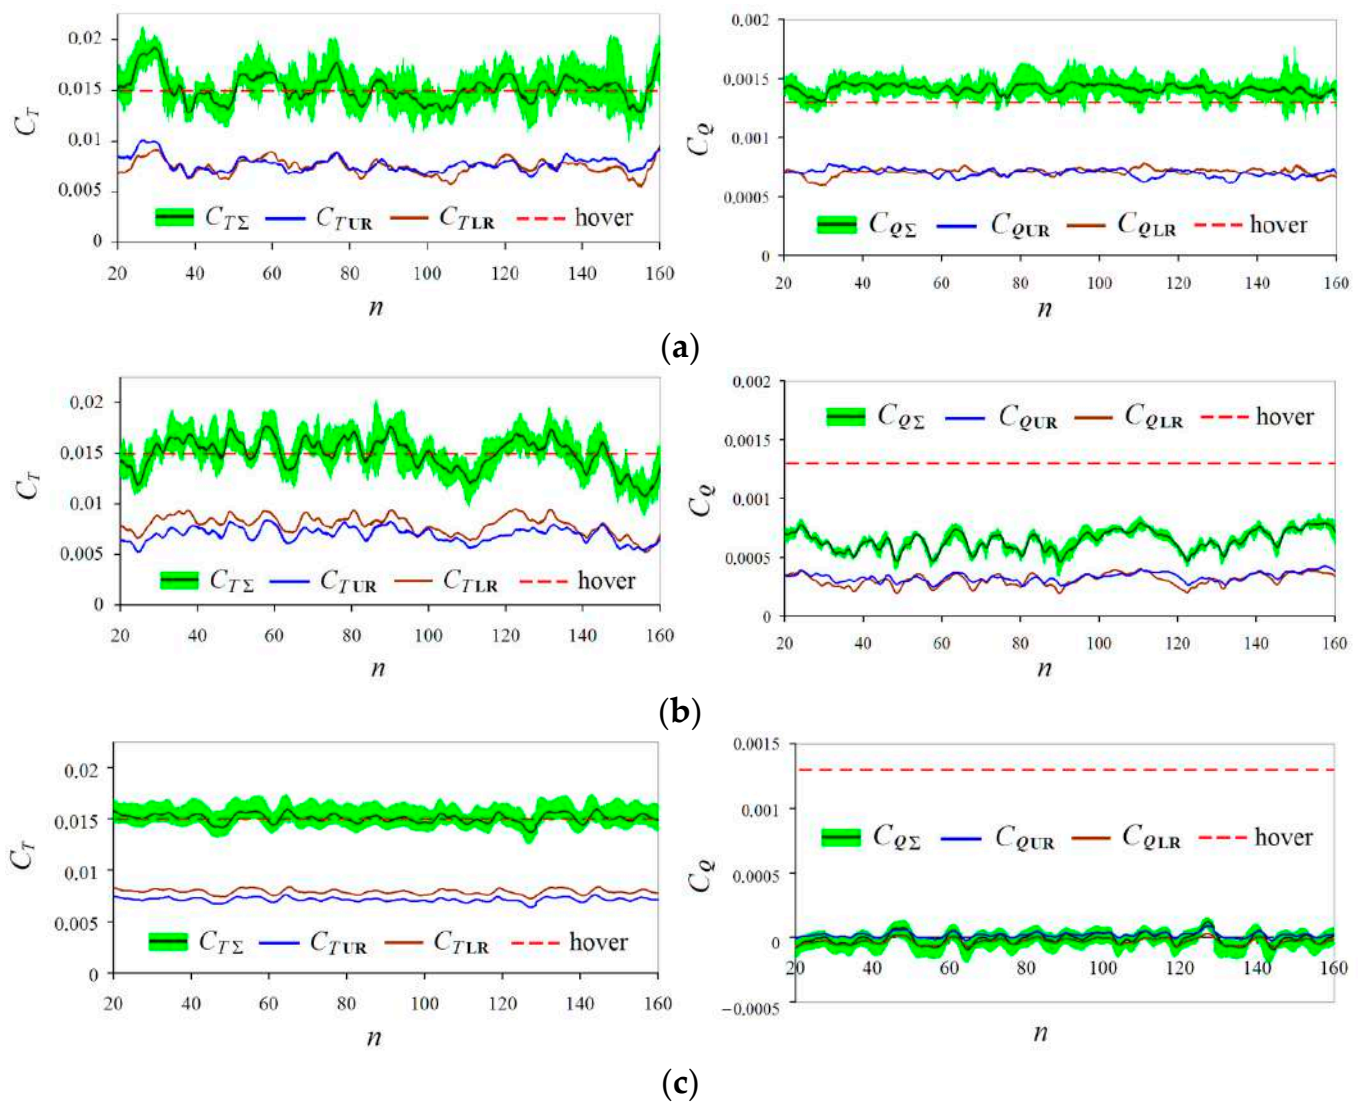 0.02
0.015
0.01
0.005
0
C_T
C_TΣ C_TUR C_TLR hover
20 40 60 80 100 120 140 160
n
0.002
0.0015
0.001
0.0005
0
C_Q
C_QΣ C_QUR C_QLR hover
20 40 60 80 100 120 140 160
n
(a)
0.02
0.015
0.01
0.005
0
C_T
C_TΣ C_TUR C_TLR hover
20 40 60 80 100 120 140 160
n
0.002
0.0015
0.001
0.0005
0
C_Q
C_QΣ C_QUR C_QLR hover
20 40 60 80 100 120 140 160
n
(b)
0.02
0.015
0.01
0.005
0
C_T
C_TΣ C_TUR C_TLR hover
20 40 60 80 100 120 140 160
n
0.0015
0.001
0.0005
0
−0.0005
C_Q
C_QΣ C_QUR C_QLR hover
20 40 60 80 100 120 140 160
n
(c)